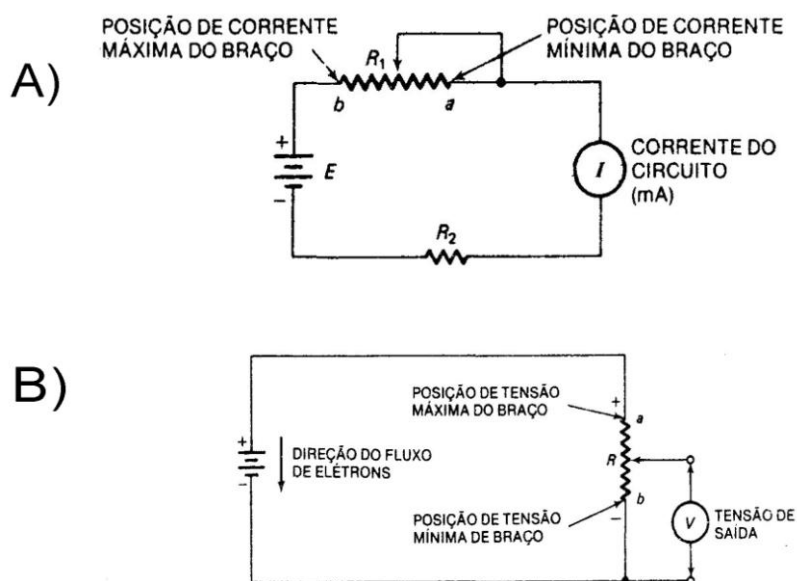 A)
POSIÇÃO DE CORRENTE
MÁXIMA DO BRAÇO
R1
POSIÇÃO DE CORRENTE
MÍNIMA DO BRAÇO
b
a
+
E
−
I
CORRENTE DO
CIRCUITO
(mA)
R2
B)
POSIÇÃO DE TENSÃO
MÁXIMA DO BRAÇO
+
a
+
−
DIREÇÃO DO FLUXO
DE ELÉTRONS
R
b
POSIÇÃO DE TENSÃO
MÍNIMA DE BRAÇO
−
V
TENSÃO DE
SAÍDA